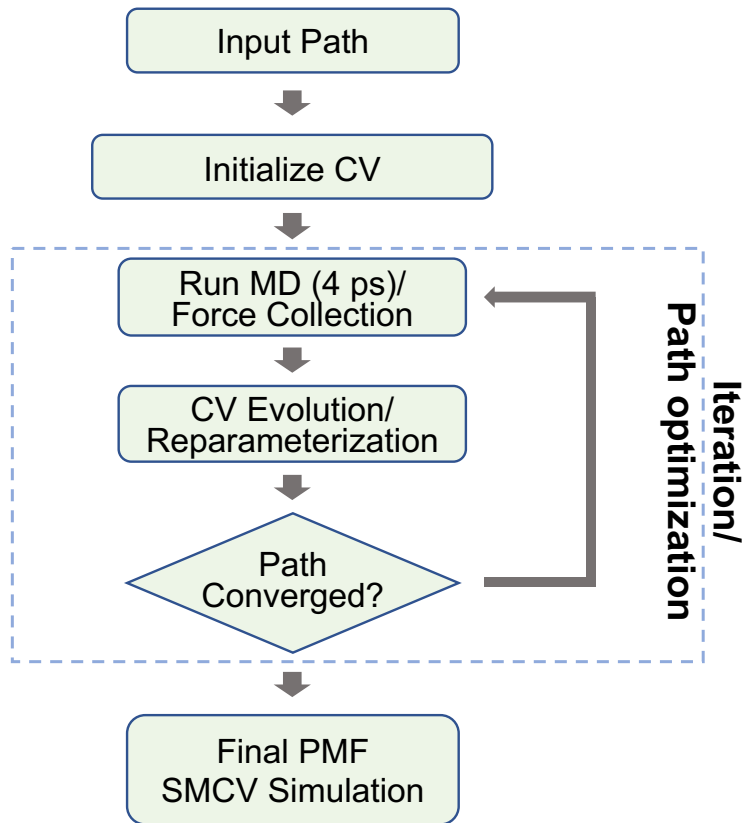 Input Path
Initialize CV
Run MD (4 ps)/
Force Collection
CV Evolution/
Reparameterization
Path
Converged?
Iteration/
Path optimization
Final PMF
SMCV Simulation